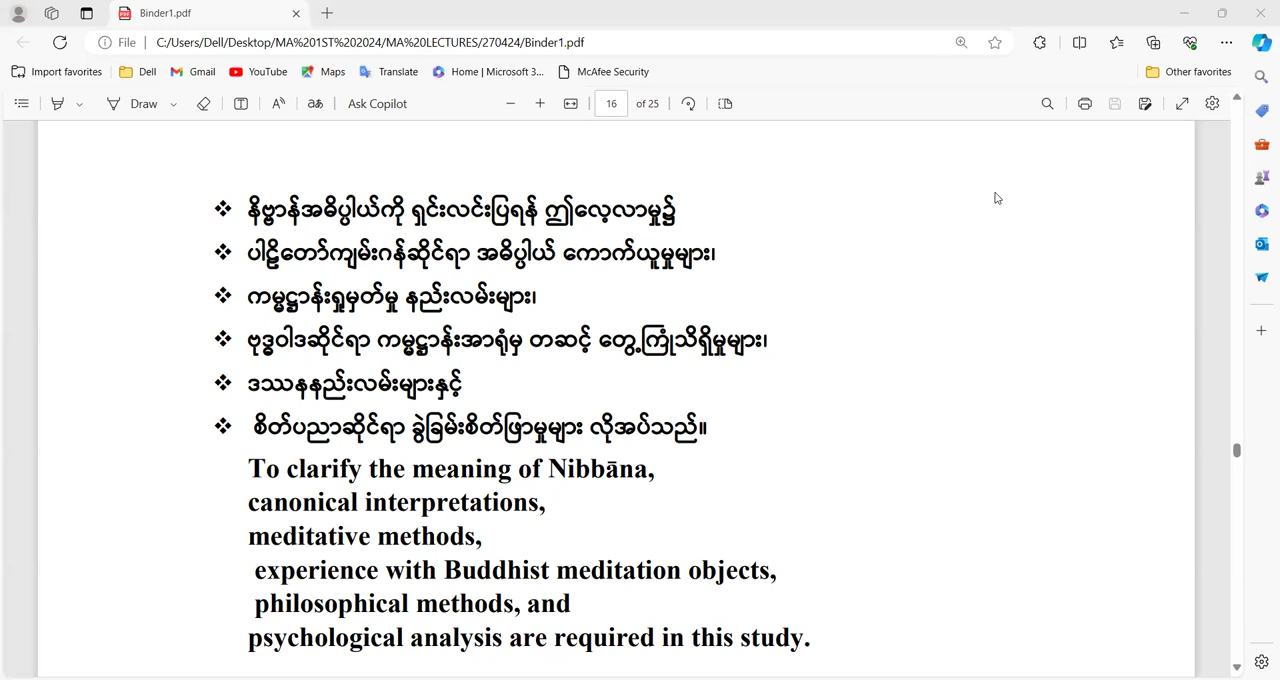 Binder1.pdf
File
C:/Users/Dell/Desktop/MA%201ST%202024/MA%20LECTURES/270424/Binder1.pdf
Import favorites
Dell
Gmail
YouTube
Maps
Translate
Home | Microsoft 3...
McAfee Security
Other favorites
Draw
Ask Copilot
16 of 25
❖ နိဗ္ဗာန်အဓိပ္ပါယ်ကို ရှင်းလင်းပြရန် ဤလေ့လာမှု၌
❖ ပါဠိတော်ကျမ်းဂန်ဆိုင်ရာ အဓိပ္ပါယ် ကောက်ယူမှုများ၊
❖ ကမ္မဋ္ဌာန်းရှုမှတ်မှု နည်းလမ်းများ၊
❖ ဗုဒ္ဓဝါဒဆိုင်ရာ ကမ္မဋ္ဌာန်းအာရုံမှ တဆင့် တွေ့ကြုံသိရှိမှုများ၊
❖ ဒဿနနည်းလမ်းများနှင့်
❖ စိတ်ပညာဆိုင်ရာ ခွဲခြမ်းစိတ်ဖြာမှုများ လိုအပ်သည်။
To clarify the meaning of Nibbāna,
canonical interpretations,
meditative methods,
experience with Buddhist meditation objects,
philosophical methods, and
psychological analysis are required in this study.